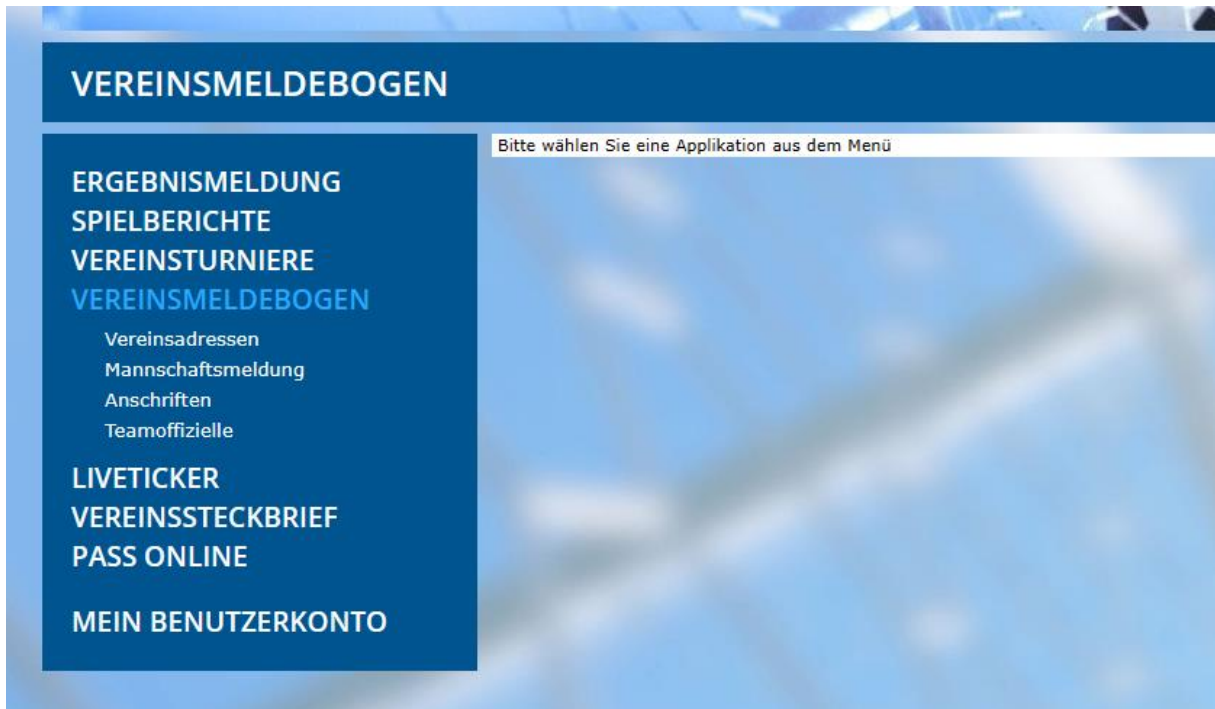 VEREINSMELDEBOGEN
Bitte wählen Sie eine Applikation aus dem Menü
ERGEBNISMELDUNG
SPIELBERICHTE
VEREINSTURNIERE
VEREINSMELDEBOGEN
Vereinsadressen
Mannschaftsmeldung
Anschriften
Teamoffizielle
LIVETICKER
VEREINSSTECKBRIEF
PASS ONLINE
MEIN BENUTZERKONTO